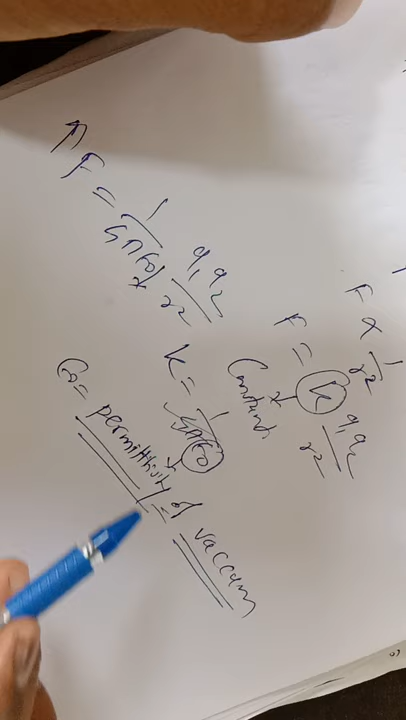 F ∝ 1/r²
F = k q₁q₂/r²
Constant
k = 1/4πε₀
↑ F = 1/4πε₀ q₁q₂/r²
ε₀ = permittivity of vaccum